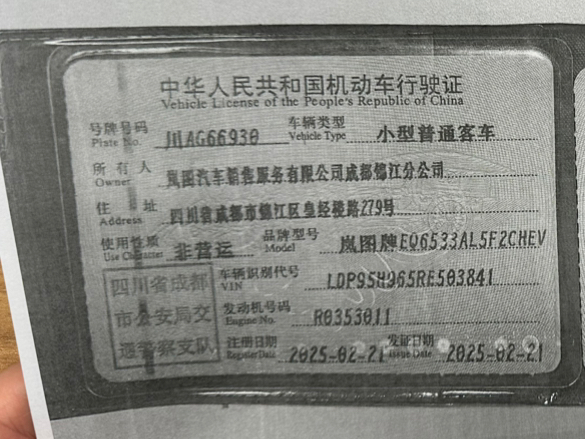 中华人民共和国机动车行驶证
Vehicle License of the People's Republic of China
号牌号码 川AG66930 车辆类型 小型普通客车
Plate No. Vehicle Type
所有人 岚图汽车销售服务有限公司成都锦江分公司
Owner
住址 四川省成都市锦江区皇经楼路279号
Address
使用性质 非营运 品牌型号 岚图牌EQ6533AL5F2CHEV
Use Character Model
四川省成都市公安局交通警察支队
车辆识别代号 LDP95H965RE503841
VIN
发动机号码 R0353011
Engine No.
注册日期 2025-02-21 发证日期 2025-02-21
Register Date Issue Date